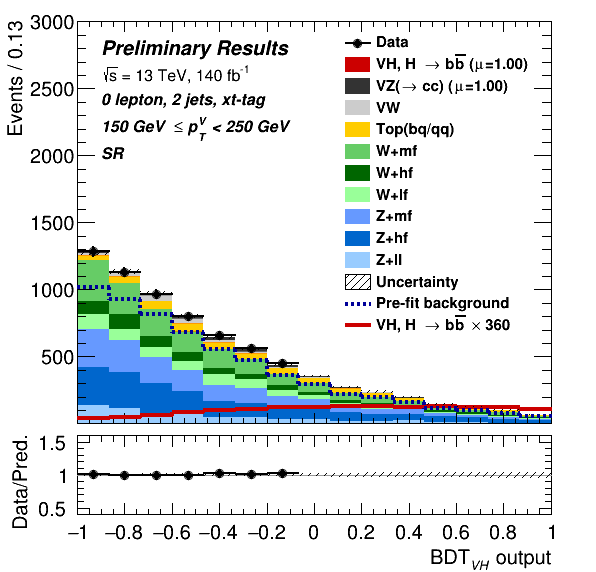 Events / 0.13
3000
2500
2000
1500
1000
500
Preliminary Results
√s = 13 TeV, 140 fb⁻¹
0 lepton, 2 jets, xt-tag
150 GeV ≤ p_T^V < 250 GeV
SR
Data
VH, H → bb̅ (μ=1.00)
VZ(→ cc) (μ=1.00)
VW
Top(bq/qq)
W+mf
W+hf
W+lf
Z+mf
Z+hf
Z+ll
Uncertainty
Pre-fit background
VH, H → bb̅ × 360
Data/Pred.
1.5
1
0.5
−1 −0.8 −0.6 −0.4 −0.2 0 0.2 0.4 0.6 0.8 1
BDT_VH output